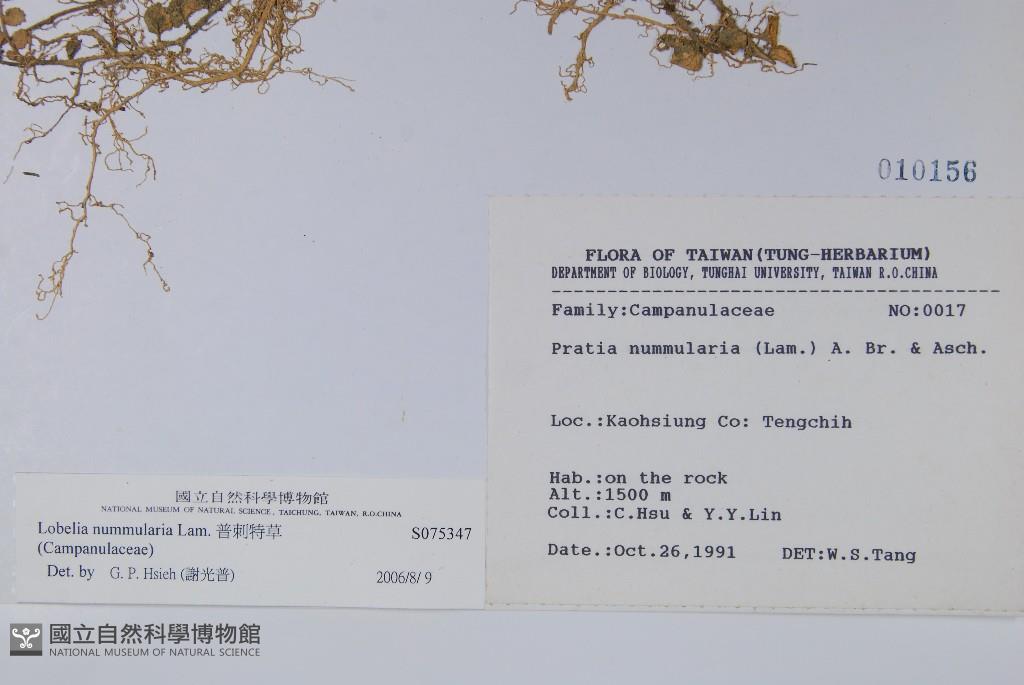 010156
FLORA OF TAIWAN(TUNG-HERBARIUM)
DEPARTMENT OF BIOLOGY, TUNGHAI UNIVERSITY, TAIWAN R.O.CHINA
Family:Campanulaceae NO:0017
Pratia nummularia (Lam.) A. Br. & Asch.
Loc.:Kaohsiung Co: Tengchih
Hab.:on the rock
Alt.:1500 m
Coll.:C.Hsu & Y.Y.Lin
Date.:Oct.26,1991 DET:W.S.Tang
國立自然科學博物館
NATIONAL MUSEUM OF NATURAL SCIENCE, TAICHUNG, TAIWAN, R.O.CHINA
Lobelia nummularia Lam. 普剌特草 S075347
(Campanulaceae)
Det. by G. P. Hsieh (謝光普) 2006/8/ 9
國立自然科學博物館
NATIONAL MUSEUM OF NATURAL SCIENCE